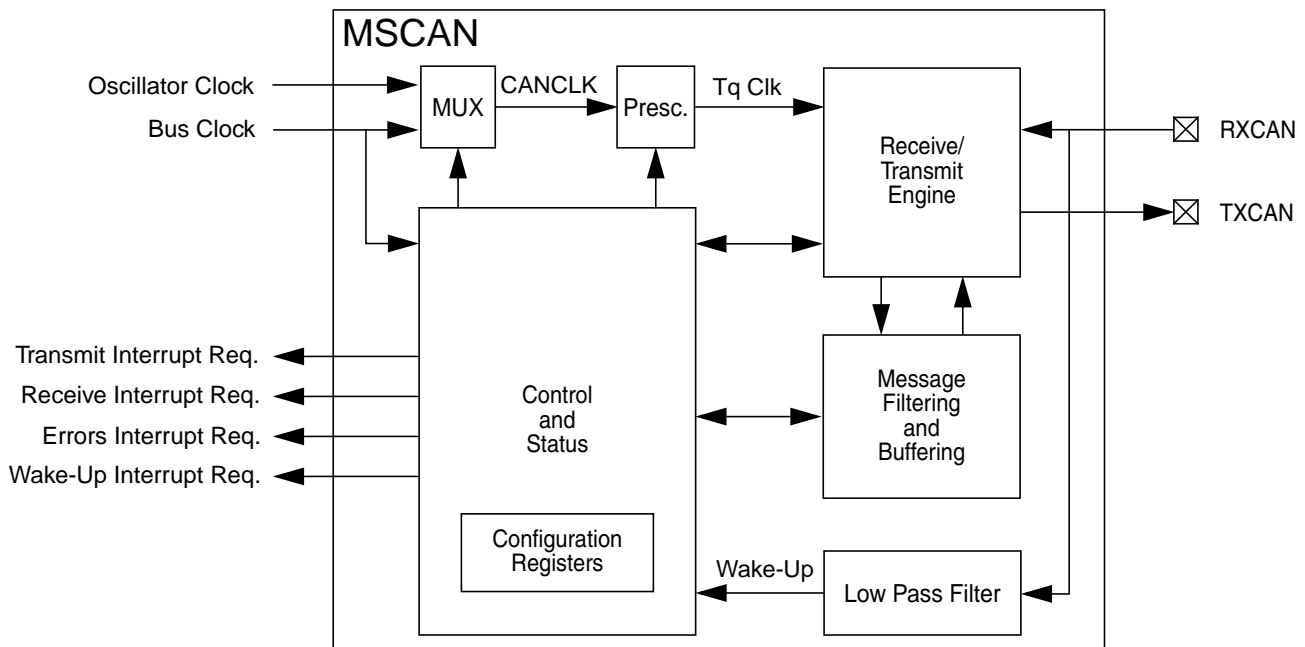 MSCAN
Oscillator Clock
Bus Clock
MUX
CANCLK
Presc.
Tq Clk
Receive/
Transmit
Engine
RXCAN
TXCAN
Transmit Interrupt Req.
Receive Interrupt Req.
Errors Interrupt Req.
Wake-Up Interrupt Req.
Control
and
Status
Message
Filtering
and
Buffering
Configuration
Registers
Wake-Up
Low Pass Filter